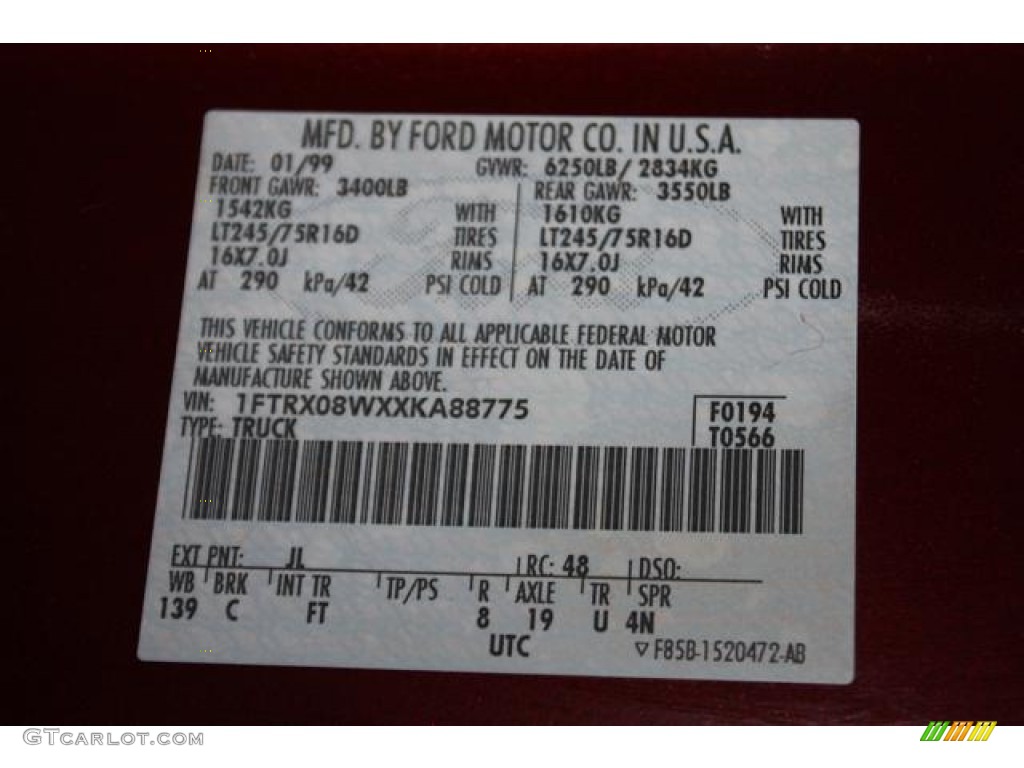 MFD. BY FORD MOTOR CO. IN U.S.A.
DATE: 01/99 GVWR: 6250LB/ 2834KG
FRONT GAWR: 3400LB REAR GAWR: 3550LB
1542KG WITH 1610KG WITH
LT245/75R16D TIRES LT245/75R16D TIRES
16X7.0J RIMS 16X7.0J RIMS
AT 290 kPa/42 PSI COLD AT 290 kPa/42 PSI COLD
THIS VEHICLE CONFORMS TO ALL APPLICABLE FEDERAL MOTOR
VEHICLE SAFETY STANDARDS IN EFFECT ON THE DATE OF
MANUFACTURE SHOWN ABOVE.
VIN: 1FTRX08WXXKA88775 F0194
TYPE: TRUCK T0566
EXT PNT: JL RC: 48 DSO:
WB BRK INT TR TP/PS R AXLE TR SPR
139 C FT 8 19 U 4N
UTC F85B-1520472-AB
GTcarlot.com